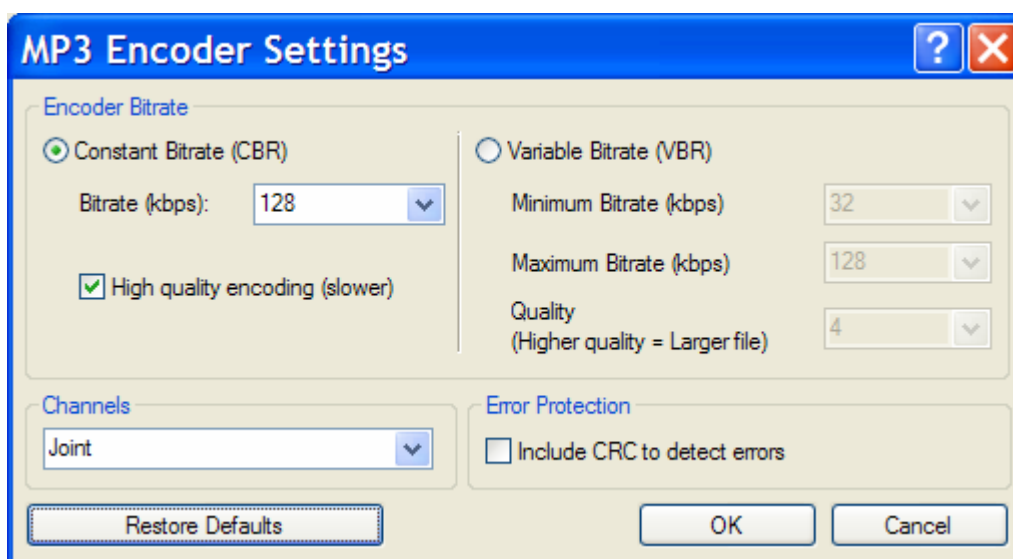 MP3 Encoder Settings
Encoder Bitrate
Constant Bitrate (CBR)
Bitrate (kbps): 128
High quality encoding (slower)
Variable Bitrate (VBR)
Minimum Bitrate (kbps) 32
Maximum Bitrate (kbps) 128
Quality
(Higher quality = Larger file) 4
Channels
Joint
Error Protection
Include CRC to detect errors
Restore Defaults
OK
Cancel